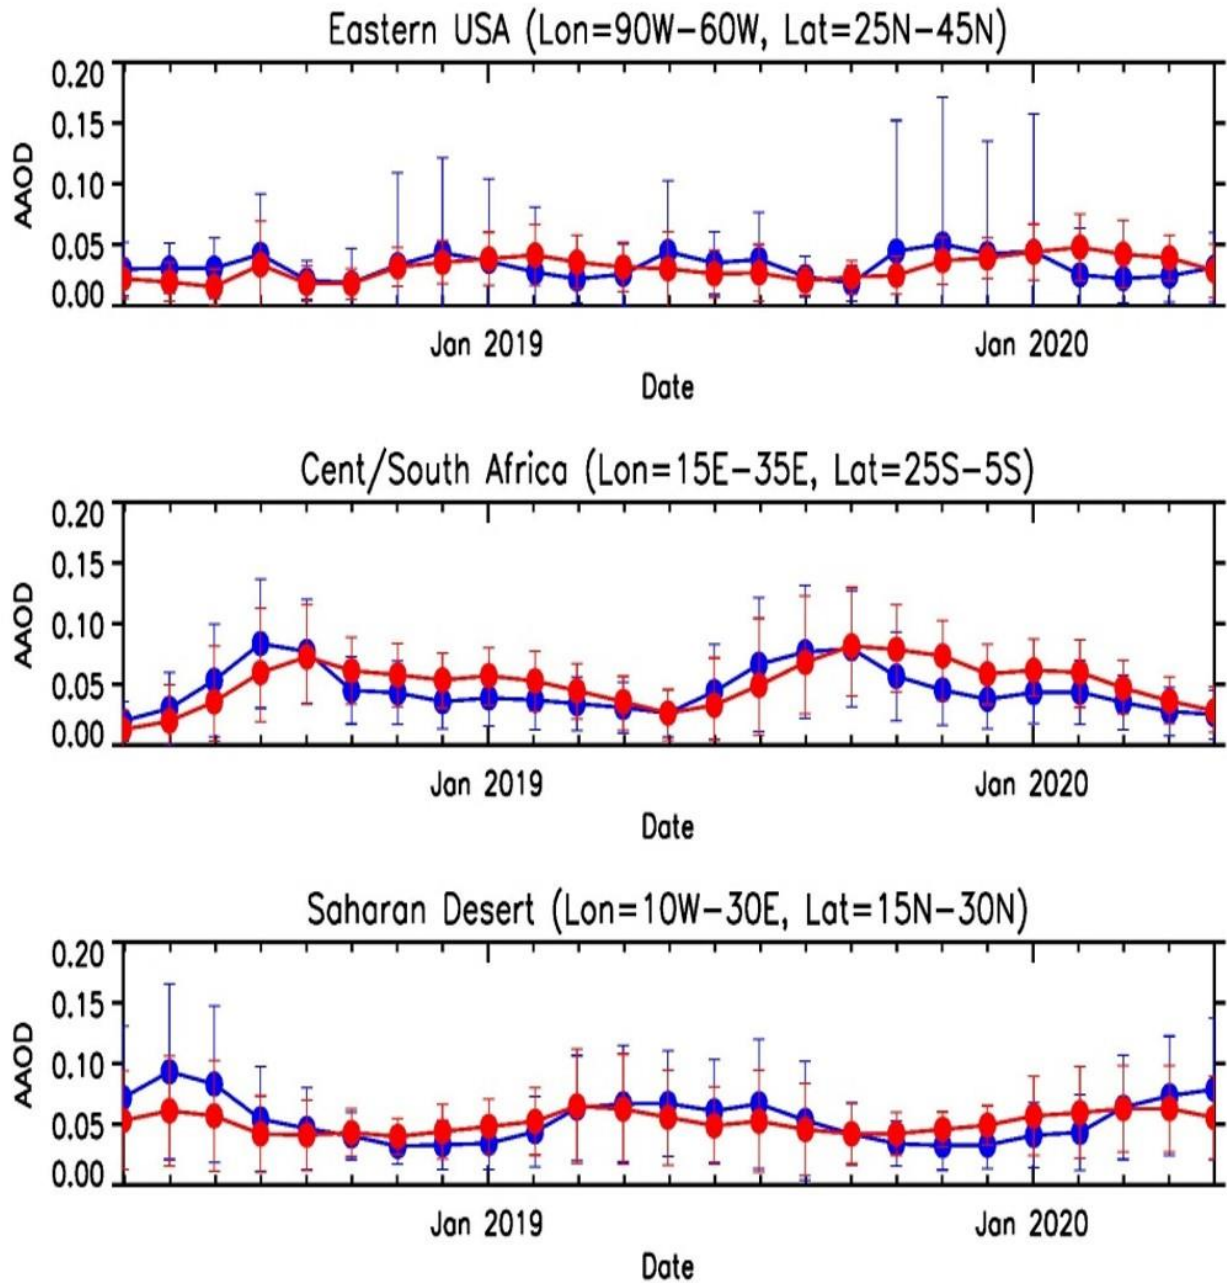 Eastern USA (Lon=90W−60W, Lat=25N−45N)
0.20
0.15
0.10
0.05
0.00
AAOD
Jan 2019 Jan 2020
Date
Cent/South Africa (Lon=15E−35E, Lat=25S−5S)
0.20
0.15
0.10
0.05
0.00
AAOD
Jan 2019 Jan 2020
Date
Saharan Desert (Lon=10W−30E, Lat=15N−30N)
0.20
0.15
0.10
0.05
0.00
AAOD
Jan 2019 Jan 2020
Date